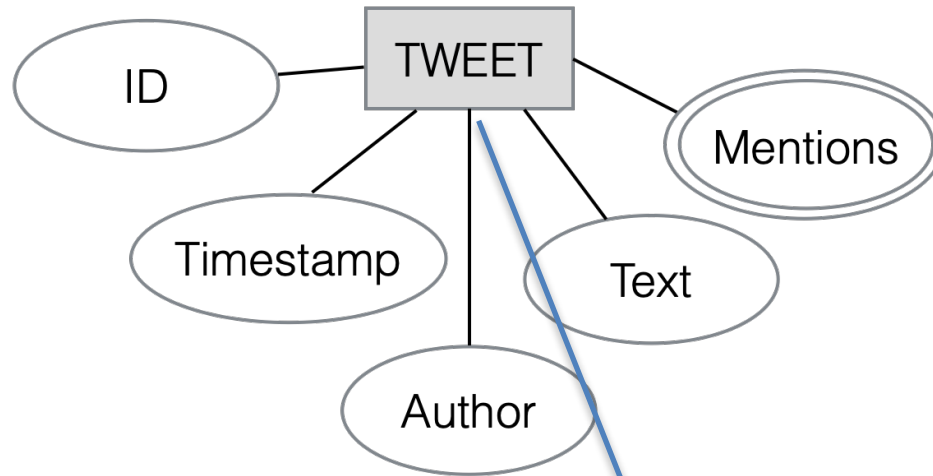 TWEET
ID
Mentions
Timestamp
Text
Author